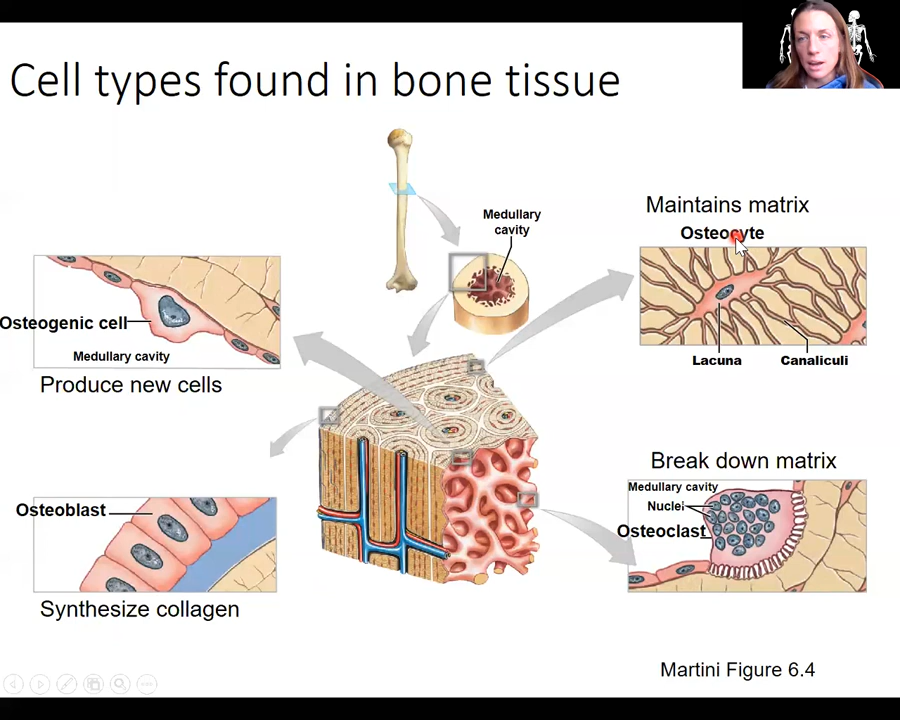 Cell types found in bone tissue
Medullary
cavity
Maintains matrix
Osteocyte
Lacuna
Canaliculi
Osteogenic cell
Medullary cavity
Produce new cells
Osteoblast
Synthesize collagen
Break down matrix
Medullary cavity
Nuclei
Osteoclast
Martini Figure 6.4